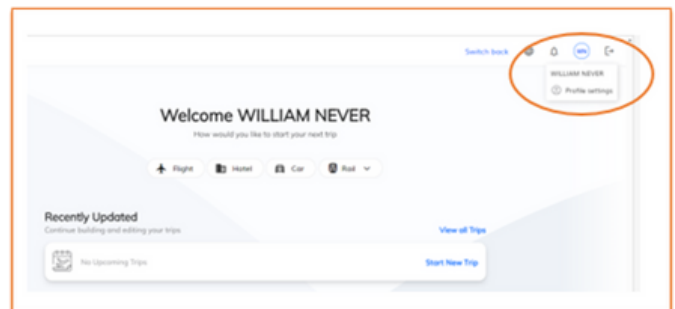 Switch back
WILLIAM NEVER
Profile settings
Welcome WILLIAM NEVER
How would you like to start your next trip
Flight Hotel Car Rail
Recently Updated
Continue building and editing your trips.
View all Trips
No Upcoming Trips
Start New Trip